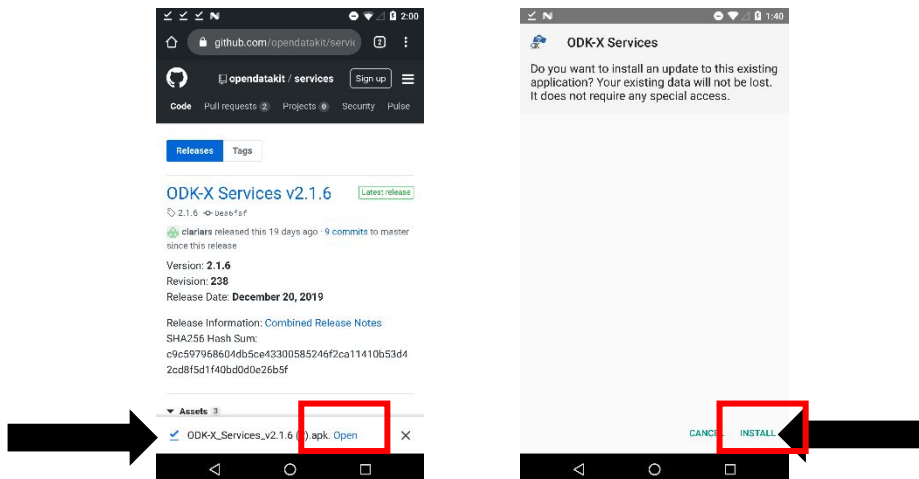 2:00
github.com/opendatakit/servic 2
opendatakit / services Sign up
Code Pull requests 2 Projects 0 Security Pulse
Releases Tags
ODK-X Services v2.1.6 Latest release
2.1.6
clarlars released this 19 days ago · 9 commits to master
since this release
Version: 2.1.6
Revision: 238
Release Date: December 20, 2019
Release Information: Combined Release Notes
SHA256 Hash Sum:
c9c597968604db5ce43300585246f2ca11410b53d4
2cd8f5d1f40bd0d0e26b5f
Assets 3
ODK-X_Services_v2.1.6 ( ).apk. Open
1:40
ODK-X Services
Do you want to install an update to this existing
application? Your existing data will not be lost.
It does not require any special access.
INSTALL